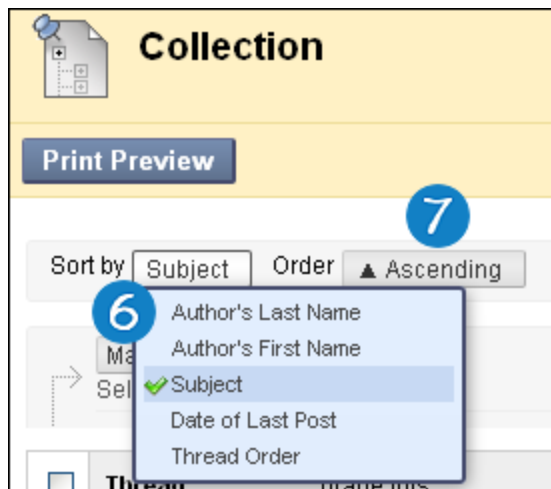 Collection
Print Preview
7
Sort by Subject Order ▲ Ascending
6
Author's Last Name
Author's First Name
Subject
Date of Last Post
Thread Order
Thread